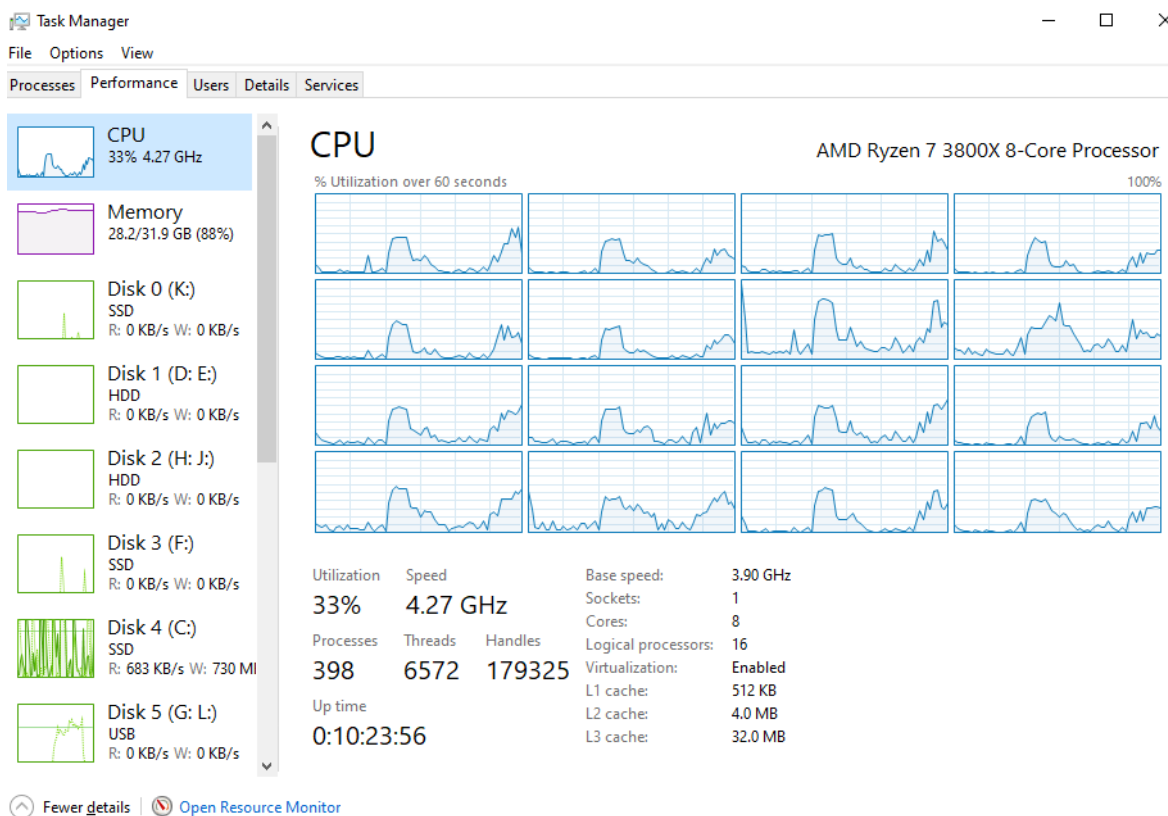 Task Manager
File Options View
Processes Performance Users Details Services
CPU
33% 4.27 GHz
Memory
28.2/31.9 GB (88%)
Disk 0 (K:)
SSD
R: 0 KB/s W: 0 KB/s
Disk 1 (D: E:)
HDD
R: 0 KB/s W: 0 KB/s
Disk 2 (H: J:)
HDD
R: 0 KB/s W: 0 KB/s
Disk 3 (F:)
SSD
R: 0 KB/s W: 0 KB/s
Disk 4 (C:)
SSD
R: 683 KB/s W: 730 MI
Disk 5 (G: L:)
USB
R: 0 KB/s W: 0 KB/s
CPU AMD Ryzen 7 3800X 8-Core Processor
% Utilization over 60 seconds 100%
Utilization Speed
33% 4.27 GHz
Processes Threads Handles
398 6572 179325
Up time
0:10:23:56
Base speed: 3.90 GHz
Sockets: 1
Cores: 8
Logical processors: 16
Virtualization: Enabled
L1 cache: 512 KB
L2 cache: 4.0 MB
L3 cache: 32.0 MB
Fewer details Open Resource Monitor